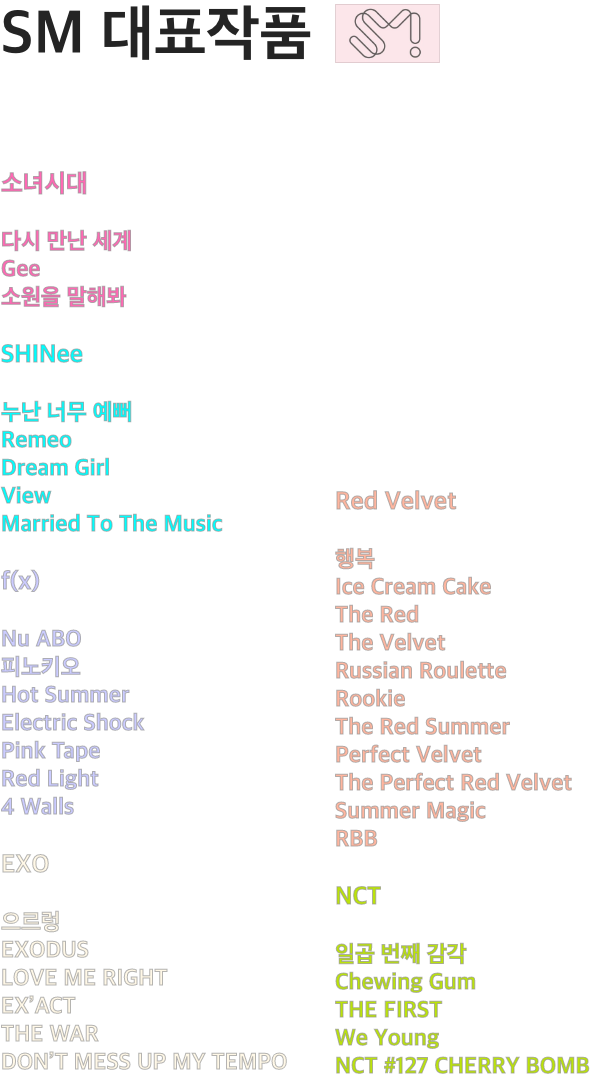 SM 대표작품
소녀시대
다시 만난 세계
Gee
소원을 말해봐
SHINee
누난 너무 예뻐
Remeo
Dream Girl
View
Married To The Music
f(x)
Nu ABO
피노키오
Hot Summer
Electric Shock
Pink Tape
Red Light
4 Walls
EXO
으르렁
EXODUS
LOVE ME RIGHT
EX’ACT
THE WAR
DON’T MESS UP MY TEMPO
Red Velvet
행복
Ice Cream Cake
The Red
The Velvet
Russian Roulette
Rookie
The Red Summer
Perfect Velvet
The Perfect Red Velvet
Summer Magic
RBB
NCT
일곱 번째 감각
Chewing Gum
THE FIRST
We Young
NCT #127 CHERRY BOMB